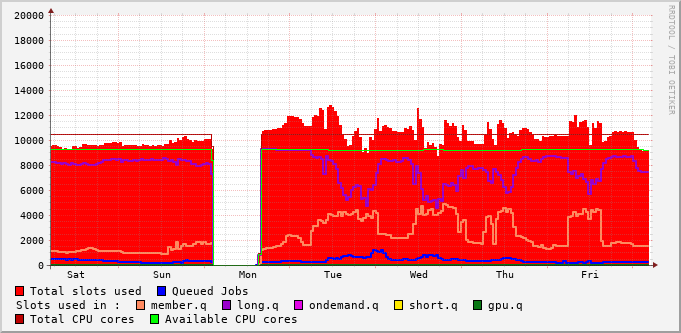 20000
18000
16000
14000
12000
10000
8000
6000
4000
2000
0
Sat Sun Mon Tue Wed Thu Fri
RRDTOOL / TOBI OETIKER
Total slots used Queued Jobs
Slots used in : member.q long.q ondemand.q short.q gpu.q
Total CPU cores Available CPU cores